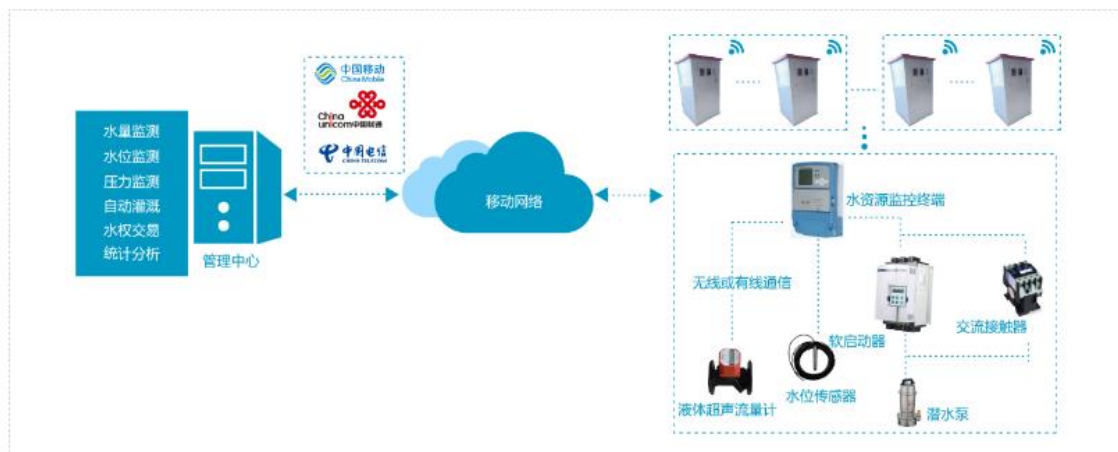 水量监测
水位监测
压力监测
自动灌溉
水权交易
统计分析
管理中心
中国移动
China Mobile
China
unicom中国联通
中国电信
CHINA TELECOM
移动网络
水资源监控终端
无线或有线通信
软启动器
交流接触器
液体超声流量计
水位传感器
潜水泵